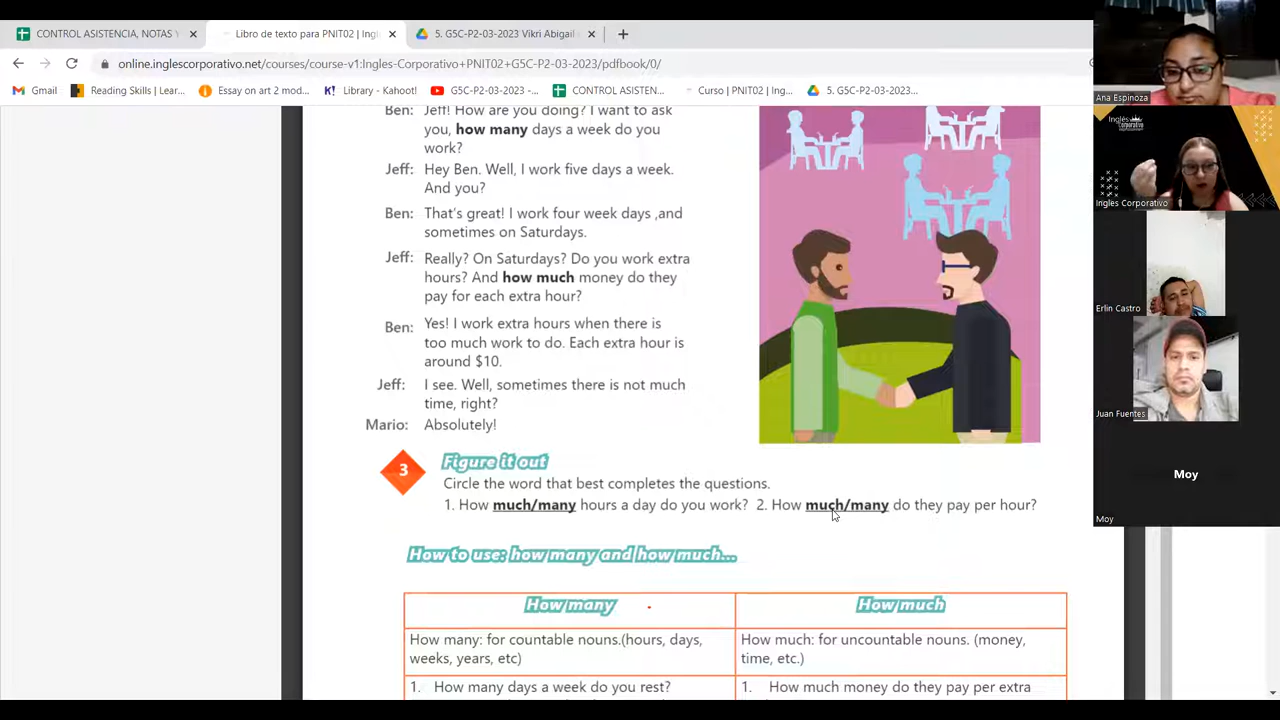 CONTROL ASISTENCIA, NOTAS Y
Libro de texto para PNIT02 | Ingl
5. G5C-P2-03-2023 Vikri Abigail
online.inglescorporativo.net/courses/course-v1:Ingles-Corporativo+PNIT02+G5C-P2-03-2023/pdfbook/0/
Gmail
Reading Skills | Lear...
Essay on art 2 mod...
Library - Kahoot!
G5C-P2-03-2023 -...
CONTROL ASISTEN...
Curso | PNIT02 | Ing...
5. G5C-P2-03-2023...
Ben: Jeff! How are you doing? I want to ask
you, how many days a week do you
work?
Jeff: Hey Ben. Well, I work five days a week.
And you?
Ben: That's great! I work four week days ,and
sometimes on Saturdays.
Jeff: Really? On Saturdays? Do you work extra
hours? And how much money do they
pay for each extra hour?
Ben: Yes! I work extra hours when there is
too much work to do. Each extra hour is
around $10.
Jeff: I see. Well, sometimes there is not much
time, right?
Mario: Absolutely!
3 Figure it out
Circle the word that best completes the questions.
1. How much/many hours a day do you work? 2. How much/many do they pay per hour?
How to use: how many and how much...
How many
How much
How many: for countable nouns.(hours, days,
weeks, years, etc)
How much: for uncountable nouns. (money,
time, etc.)
1. How many days a week do you rest?
1. How much money do they pay per extra
Ana Espinoza
Inglés
Corporativo
Ingles Corporativo
Erlin Castro
Juan Fuentes
Moy
Moy